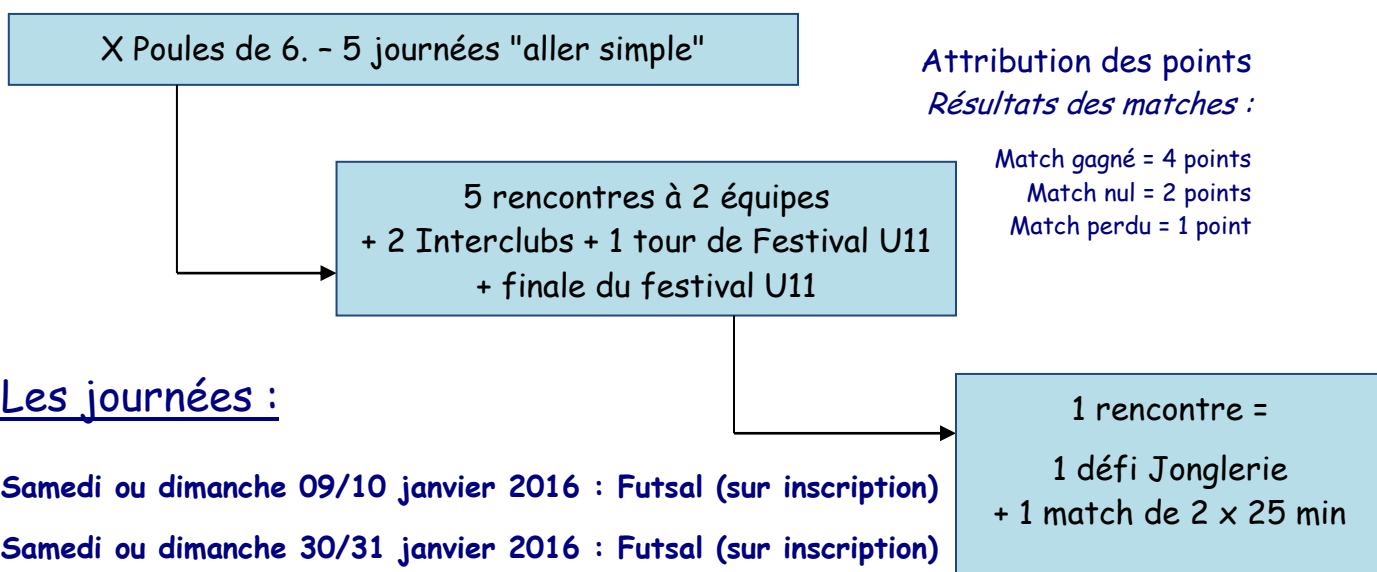 X Poules de 6. – 5 journées "aller simple"
Attribution des points
Résultats des matches :
Match gagné = 4 points
Match nul = 2 points
Match perdu = 1 point
5 rencontres à 2 équipes
+ 2 Interclubs + 1 tour de Festival U11
+ finale du festival U11
Les journées :
1 rencontre =
1 défi Jonglerie
+ 1 match de 2 x 25 min
Samedi ou dimanche 09/10 janvier 2016 : Futsal (sur inscription)
Samedi ou dimanche 30/31 janvier 2016 : Futsal (sur inscription)